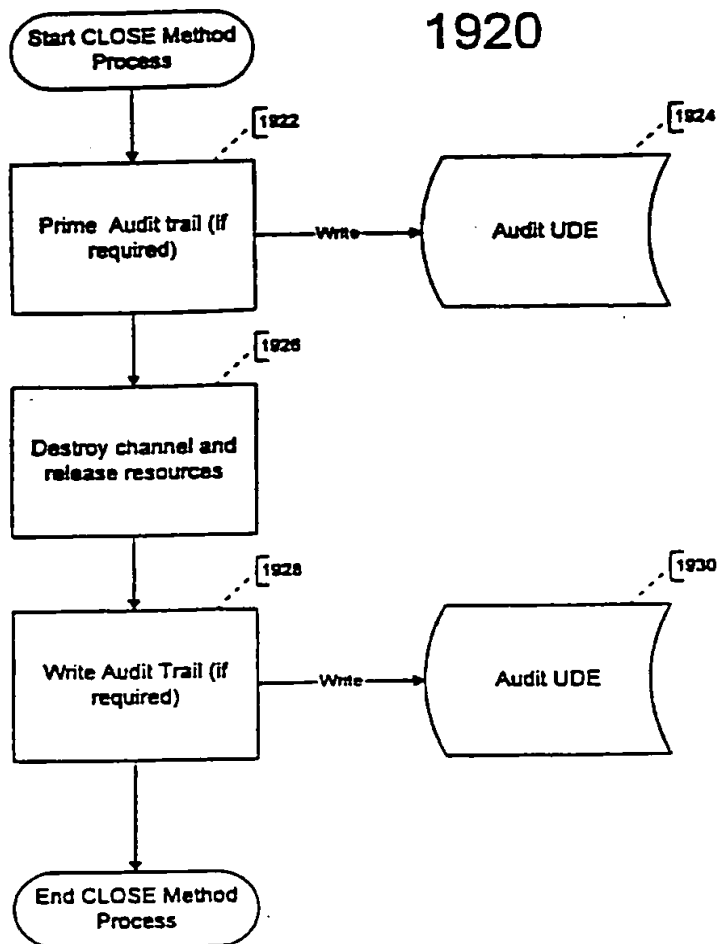 1920
Start CLOSE Method
Process
1922
1924
Prime Audit trail (if
required)
Write
Audit UDE
1926
Destroy channel and
release resources
1928
1930
Write Audit Trail (if
required)
Write
Audit UDE
End CLOSE Method
Process